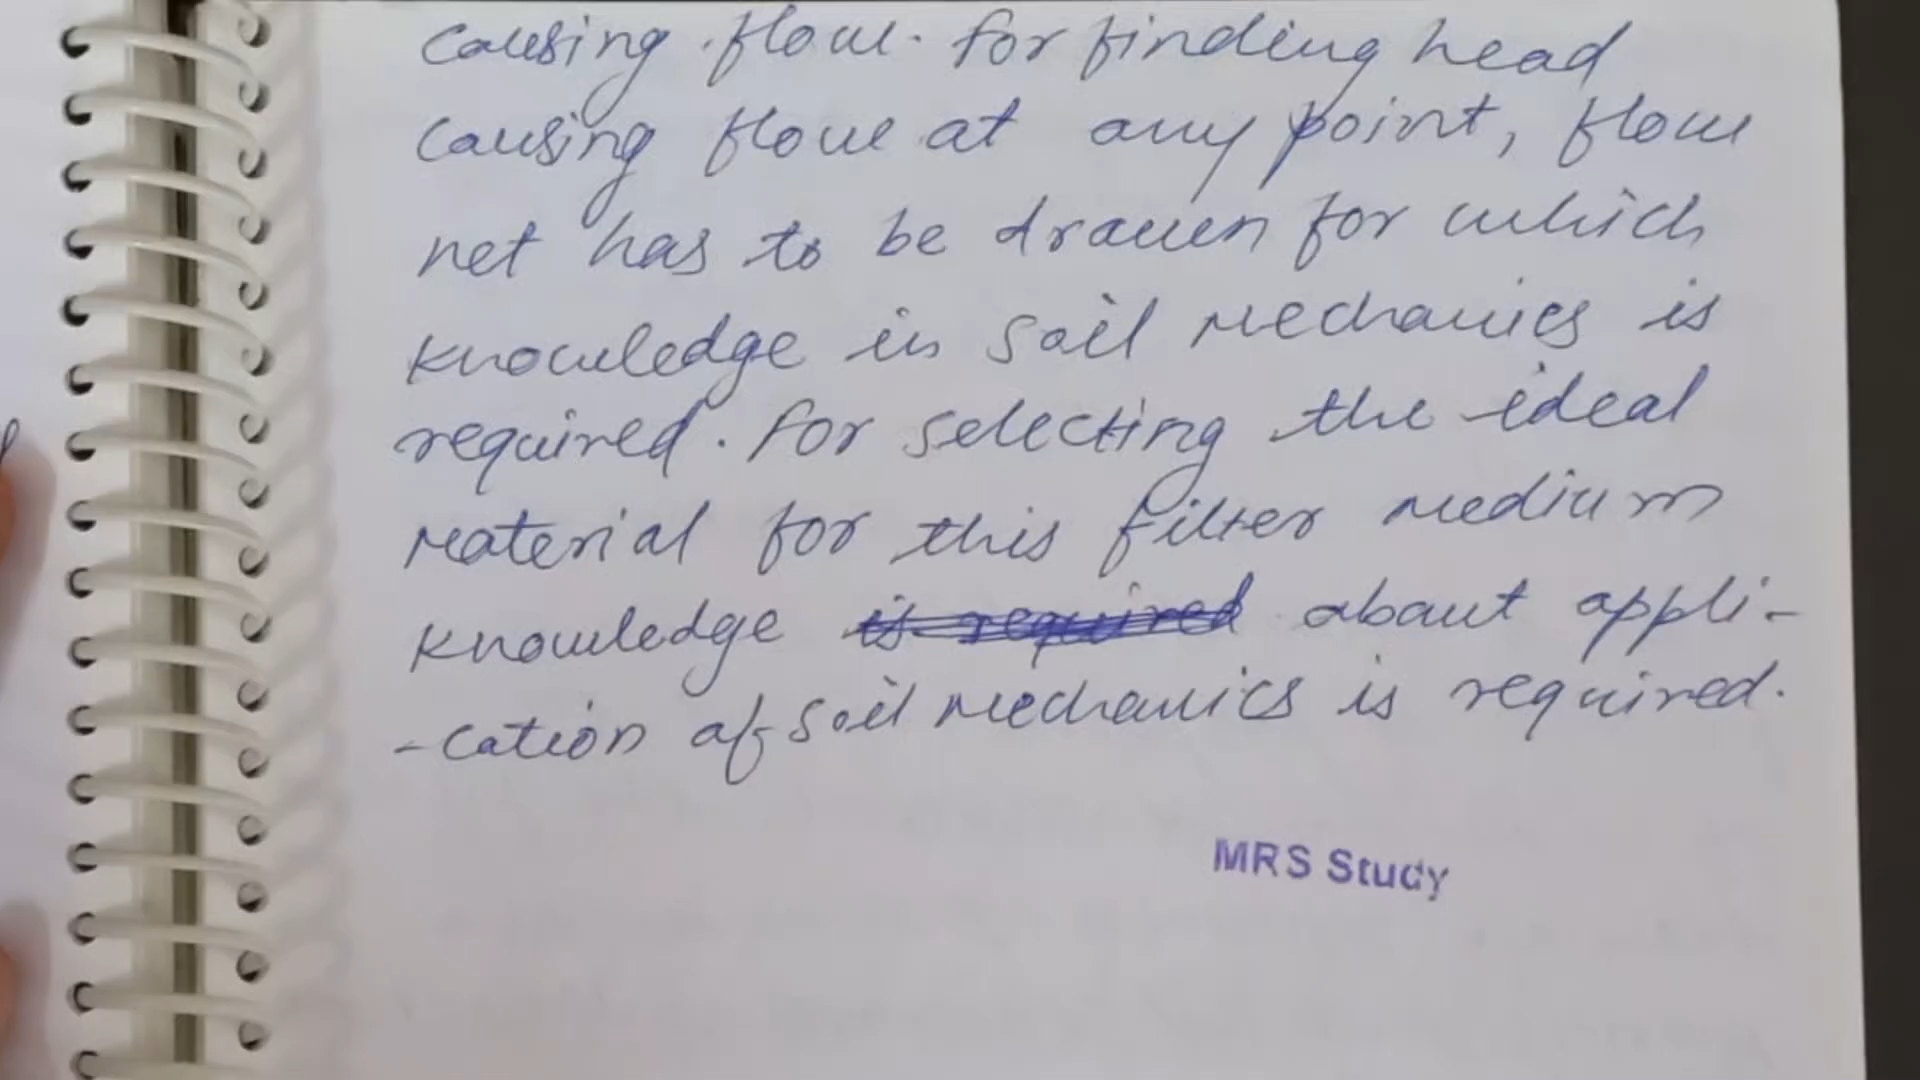 causing flow. for finding head
causing flow at any point, flow
net has to be drawen for which
knowledge in soil Mechanics is
required. for selecting the ideal
Material for this filter medium
knowledge is required about appli-
-cation of soil Mechanics is required.
MRS Study